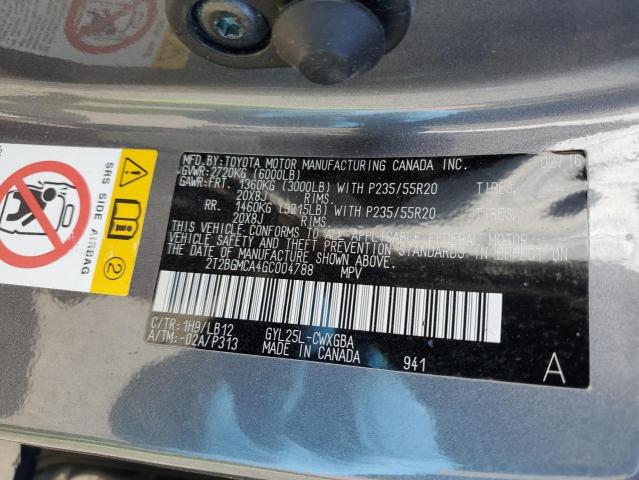 MFD.BY: TOYOTA MOTOR MANUFACTURING CANADA INC. 02/16
GVWR: 2720KG (6000LB)
GAWR: FRT. 1360KG (3000LB) WITH P235/55R20 TIRES,
20X8J RIMS.
RR. 1460KG (3215LB) WITH P235/55R20 TIRES,
20X8J RIMS.
THIS VEHICLE CONFORMS TO ALL APPLICABLE FEDERAL MOTOR
VEHICLE SAFETY AND THEFT PREVENTION STANDARDS IN EFFECT ON
THE DATE OF MANUFACTURE SHOWN ABOVE.
2T2BGMCA4GC004788 MPV
C/TR: 1H9/LB12 GYL25L-CWXGBA
A/TM: -02A/P313 MADE IN CANADA 941
A
SRS SIDE AIRBAG
2